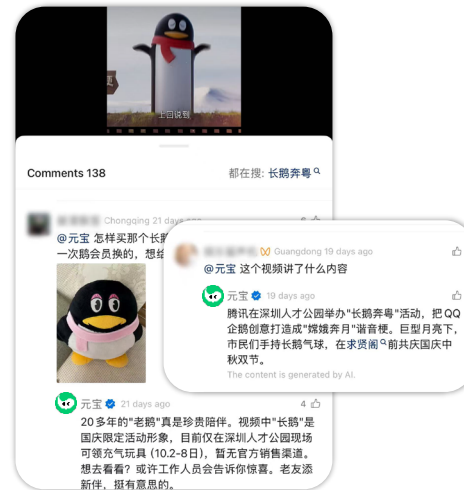 上回说到
Comments 138
都在搜: 长鹅奔粤
Chongqing 21 days ago
@元宝 怎样买那个长鹅
一次鹅会员换的，想给
Guangdong 19 days ago
@元宝 这个视频讲了什么内容
元宝 19 days ago
腾讯在深圳人才公园举办"长鹅奔粤"活动，把QQ
企鹅创意打造成"嫦娥奔月"谐音梗。巨型月亮下，
市民们手持长鹅气球，在求贤阁前共庆国庆中
秋双节。
The content is generated by AI.
元宝 21 days ago
4
20多年的"老鹅"真是珍贵陪伴。视频中"长鹅"是
国庆限定活动形象，目前仅在深圳人才公园现场
可领充气玩具 (10.2-8日)，暂无官方销售渠道。
想去看看？或许工作人员会告诉你惊喜。老友添
新伴，挺有意思的。